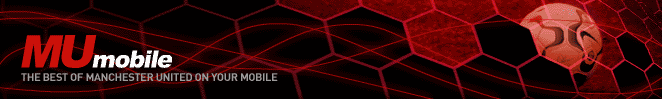 MUmobile
THE BEST OF MANCHESTER UNITED ON YOUR MOBILE